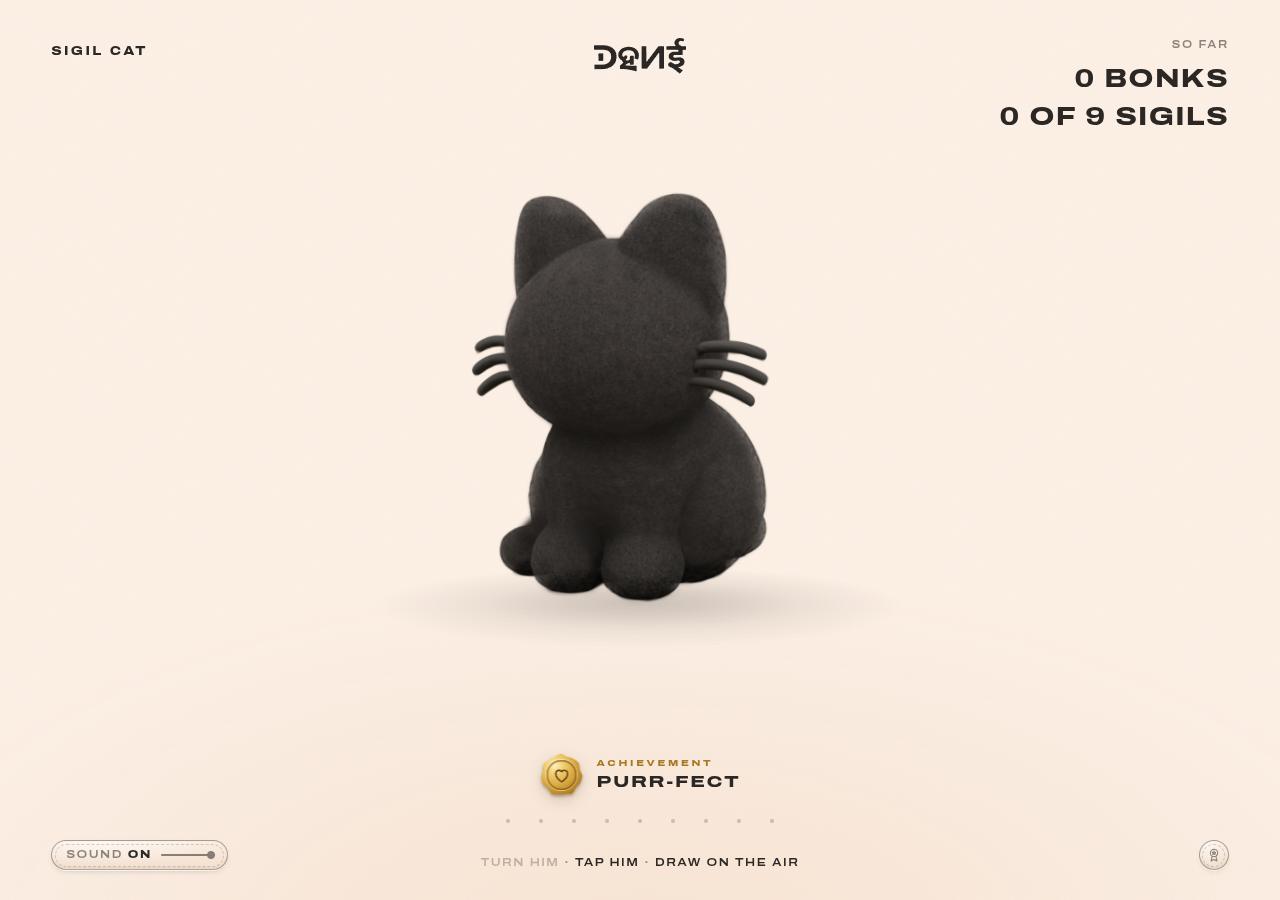 SIGIL CAT
SO FAR
0 BONKS
0 OF 9 SIGILS
ACHIEVEMENT
PURR-FECT
SOUND ON
TURN HIM · TAP HIM · DRAW ON THE AIR